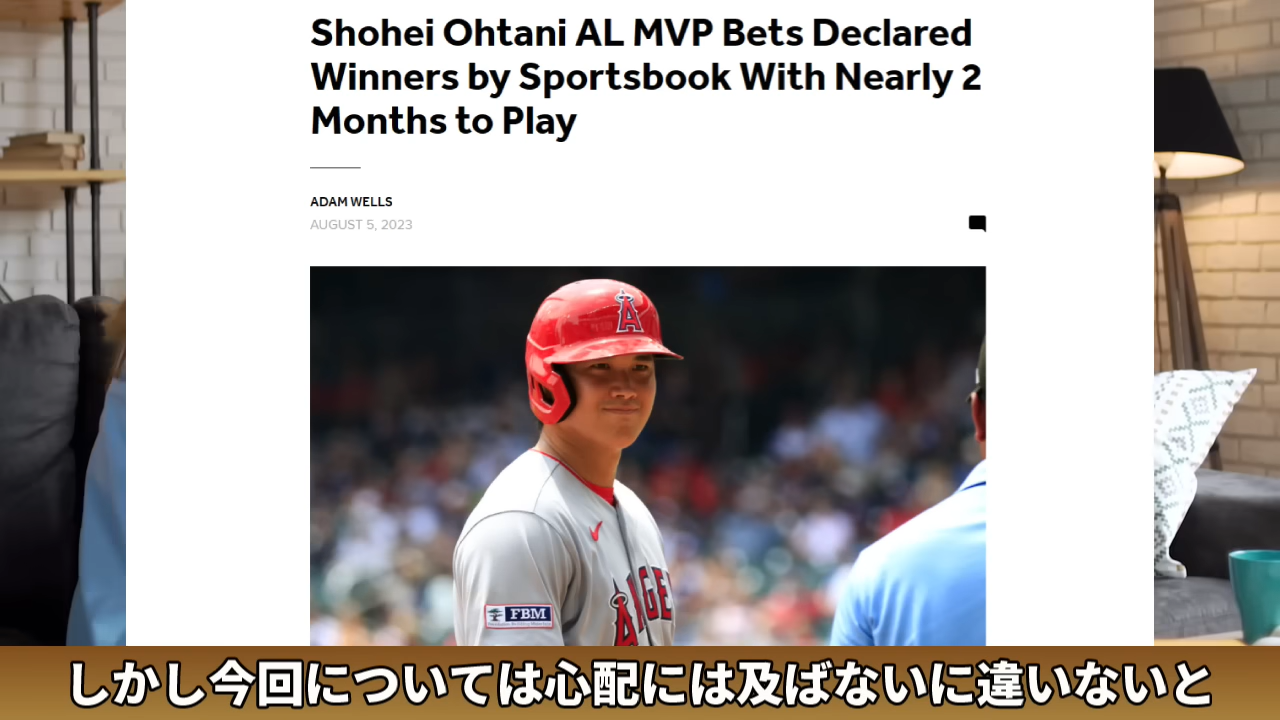 Shohei Ohtani AL MVP Bets Declared
Winners by Sportsbook With Nearly 2
Months to Play
ADAM WELLS
AUGUST 5, 2023
A
FBM
ANGE
しかし今回については心配には及ばないに違いないと